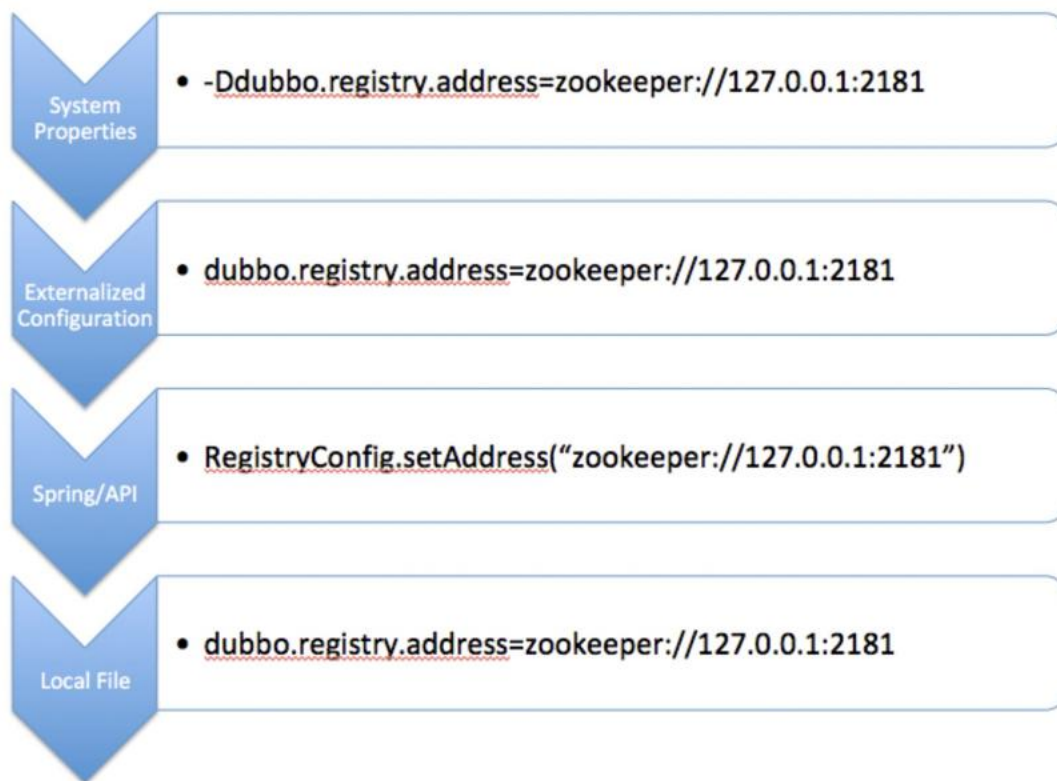 System
Properties
• -Ddubbo.registry.address=zookeeper://127.0.0.1:2181
Externalized
Configuration
• dubbo.registry.address=zookeeper://127.0.0.1:2181
Spring/API
• RegistryConfig.setAddress(“zookeeper://127.0.0.1:2181”)
Local File
• dubbo.registry.address=zookeeper://127.0.0.1:2181